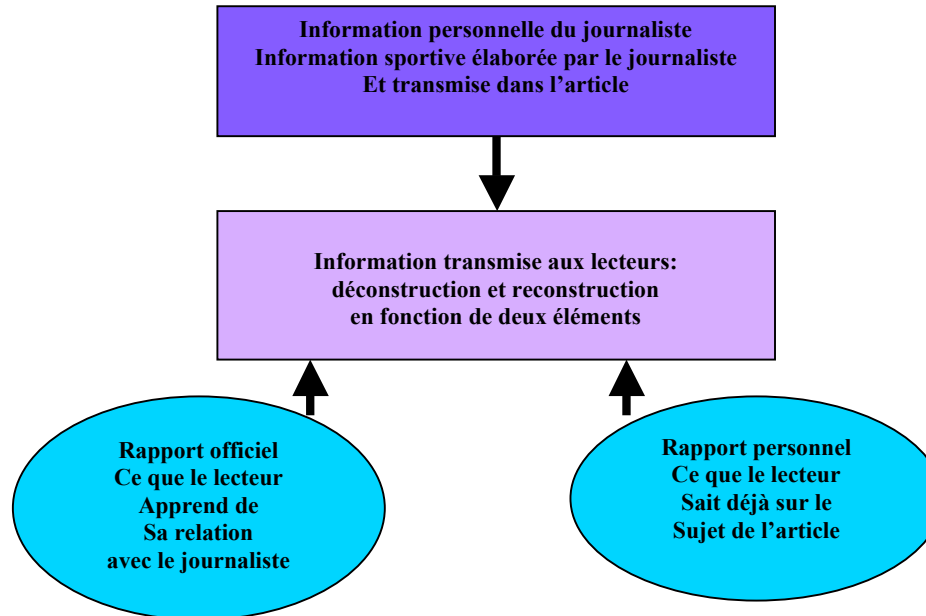 Information personnelle du journaliste
Information sportive élaborée par le journaliste
Et transmise dans l'article
Information transmise aux lecteurs:
déconstruction et reconstruction
en fonction de deux éléments
Rapport officiel
Ce que le lecteur
Apprend de
Sa relation
avec le journaliste
Rapport personnel
Ce que le lecteur
Sait déjà sur le
Sujet de l'article